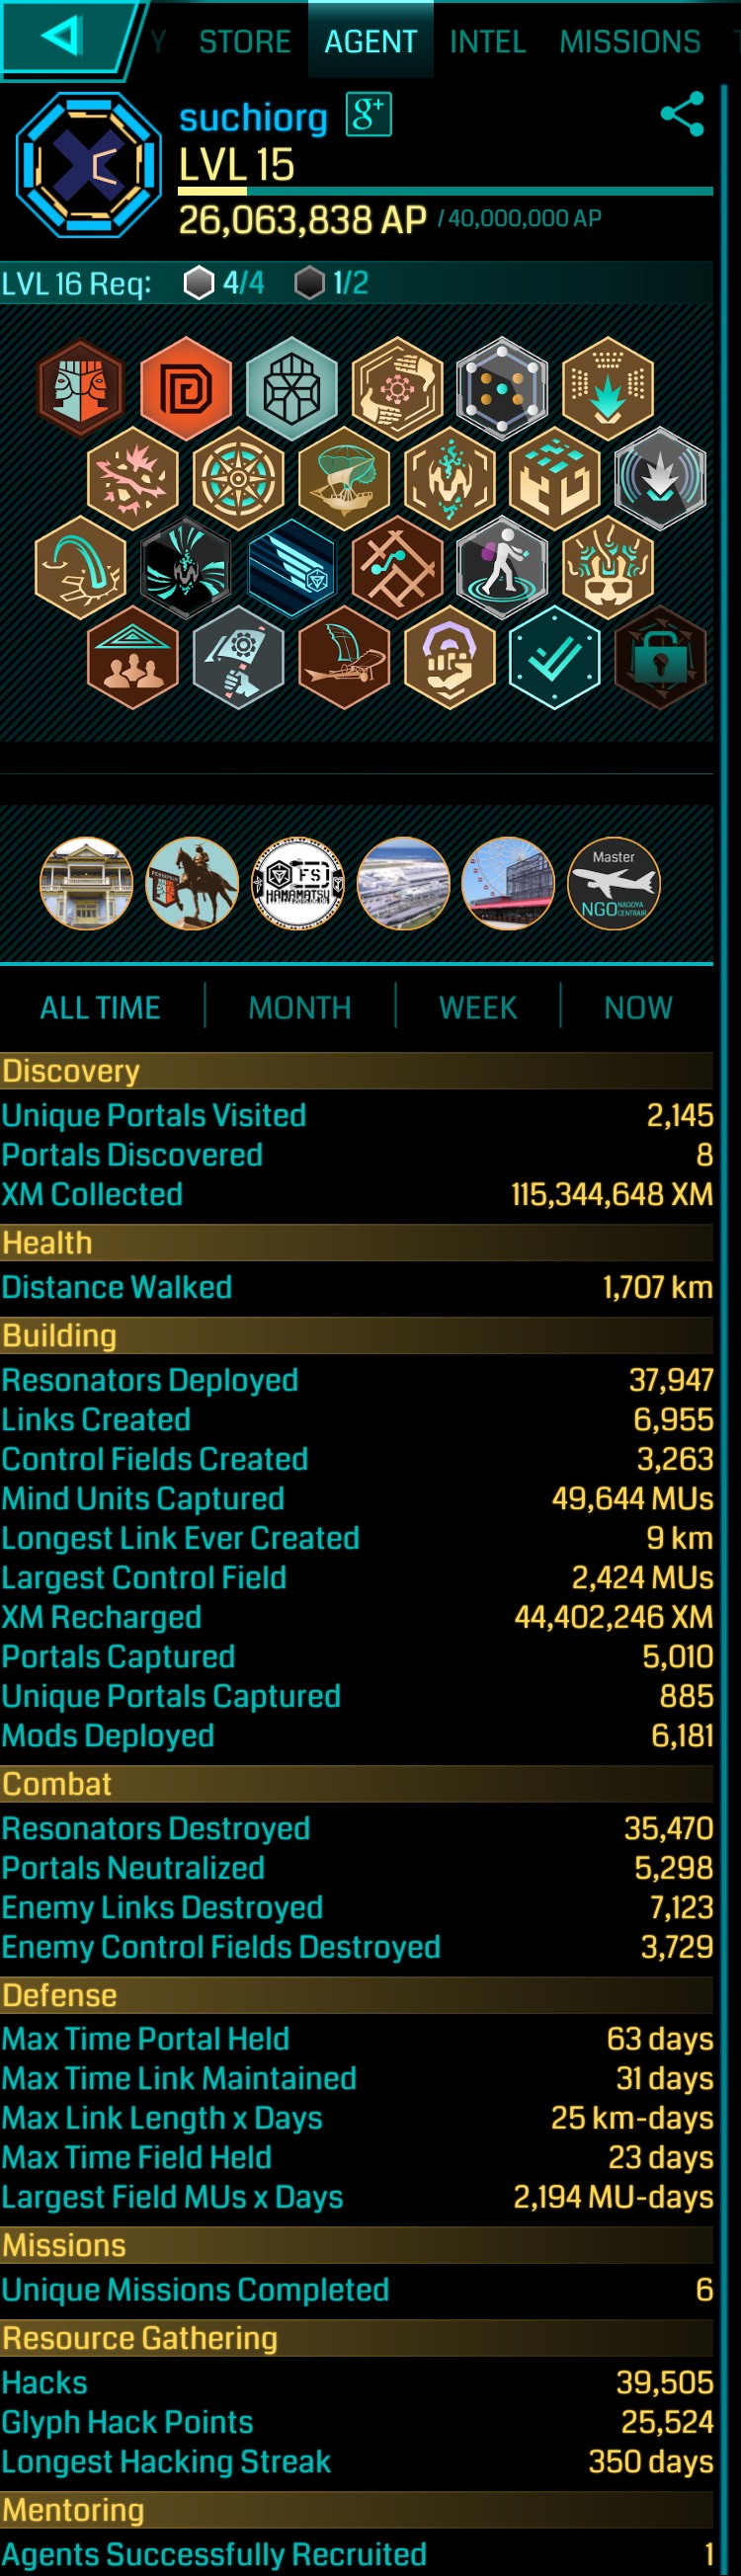 STORE AGENT INTEL MISSIONS
suchiorg g+
LVL 15
26,063,838 AP / 40,000,000 AP
LVL 16 Req: 4/4 1/2
FS
HAMAMATSU
Master
NGO NAGOYA CENTRAIR
ALL TIME MONTH WEEK NOW
Discovery
Unique Portals Visited 2,145
Portals Discovered 8
XM Collected 115,344,648 XM
Health
Distance Walked 1,707 km
Building
Resonators Deployed 37,947
Links Created 6,955
Control Fields Created 3,263
Mind Units Captured 49,644 MUs
Longest Link Ever Created 9 km
Largest Control Field 2,424 MUs
XM Recharged 44,402,246 XM
Portals Captured 5,010
Unique Portals Captured 885
Mods Deployed 6,181
Combat
Resonators Destroyed 35,470
Portals Neutralized 5,298
Enemy Links Destroyed 7,123
Enemy Control Fields Destroyed 3,729
Defense
Max Time Portal Held 63 days
Max Time Link Maintained 31 days
Max Link Length x Days 25 km-days
Max Time Field Held 23 days
Largest Field MUs x Days 2,194 MU-days
Missions
Unique Missions Completed 6
Resource Gathering
Hacks 39,505
Glyph Hack Points 25,524
Longest Hacking Streak 350 days
Mentoring
Agents Successfully Recruited 1